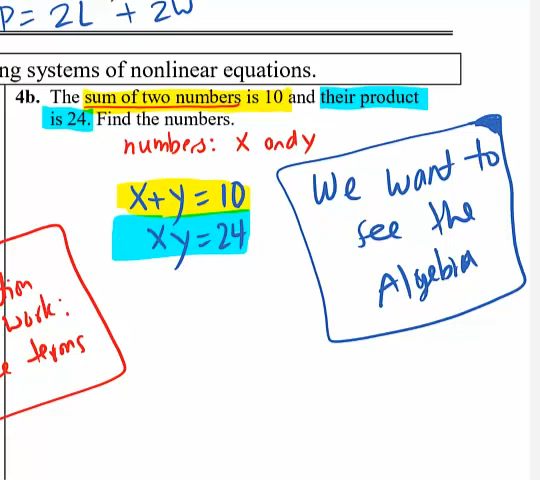 P = 2L + 2W
ng systems of nonlinear equations.
4b. The sum of two numbers is 10 and their product
is 24. Find the numbers.
numbers: X and y
X + y = 10
xy = 24
We want to
see the
Algebra
tion
work:
e terms